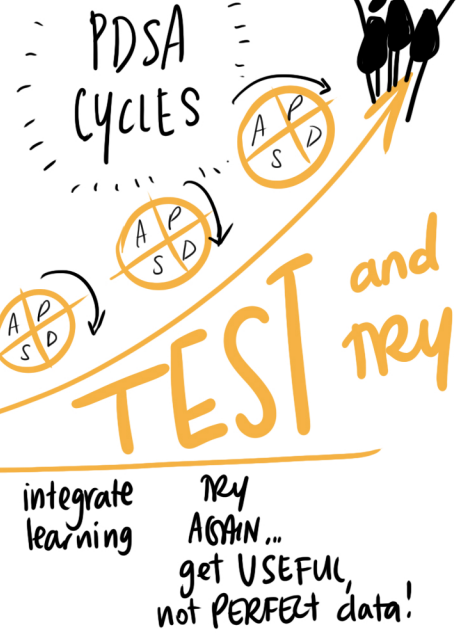 PDSA
CYCLES
A P
S D
A P
S D
A P
S D
TEST and
TRY
integrate
learning
TRY
AGAIN...
get USEFUL,
not PERFECT data!